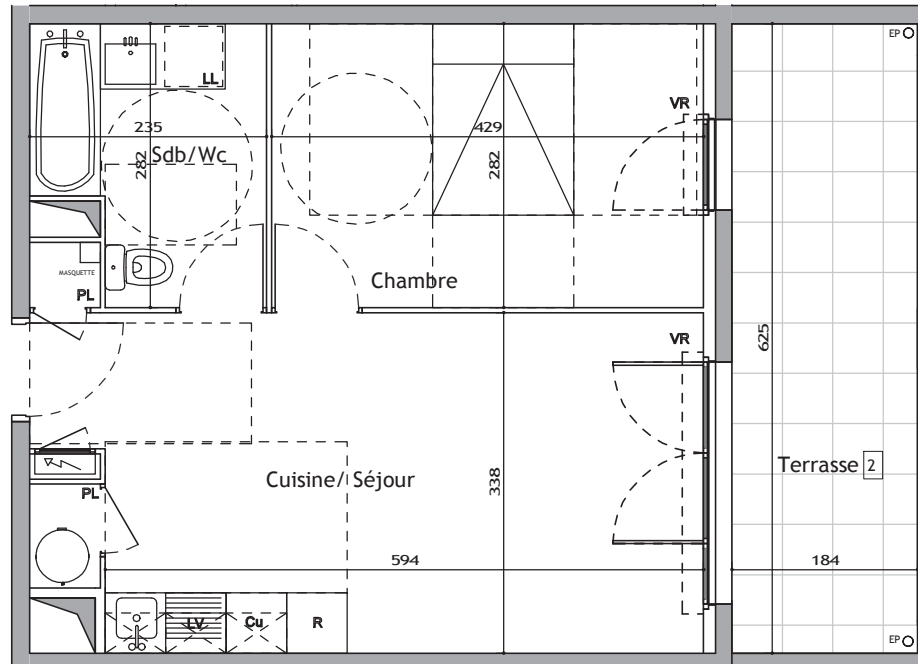 EP
LL
VR
235
429
Sdb/Wc
282
282
MASQUETTE
Chambre
PL
VR
625
Cuisine/ Séjour
338
Terrasse 2
PL
594
184
LV
Cu
R
EP